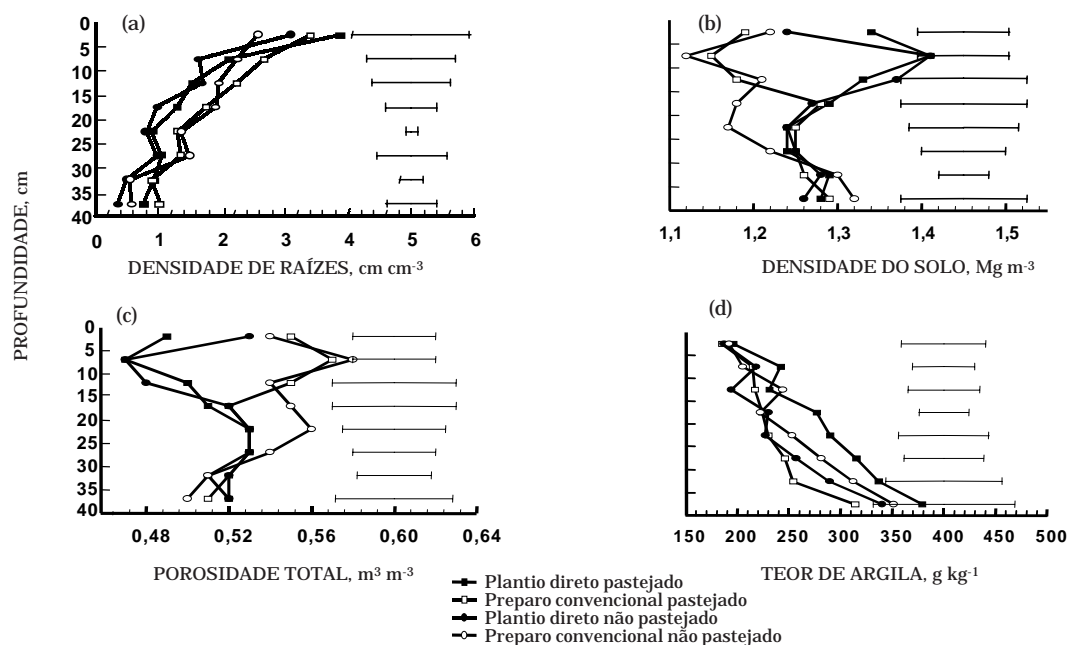 (a)
0
5
10
15
20
25
30
35
40
0 1 2 3 4 5 6
DENSIDADE DE RAÍZES, cm cm⁻³
(b)
1,1 1,2 1,3 1,4 1,5
DENSIDADE DO SOLO, Mg m⁻³
PROFUNDIDADE, cm
(c)
0
5
10
15
20
25
30
35
40
0,48 0,52 0,56 0,60 0,64
POROSIDADE TOTAL, m³ m⁻³
(d)
150 200 250 300 350 400 450 500
TEOR DE ARGILA, g kg⁻¹
Plantio direto pastejado
Preparo convencional pastejado
Plantio direto não pastejado
Preparo convencional não pastejado